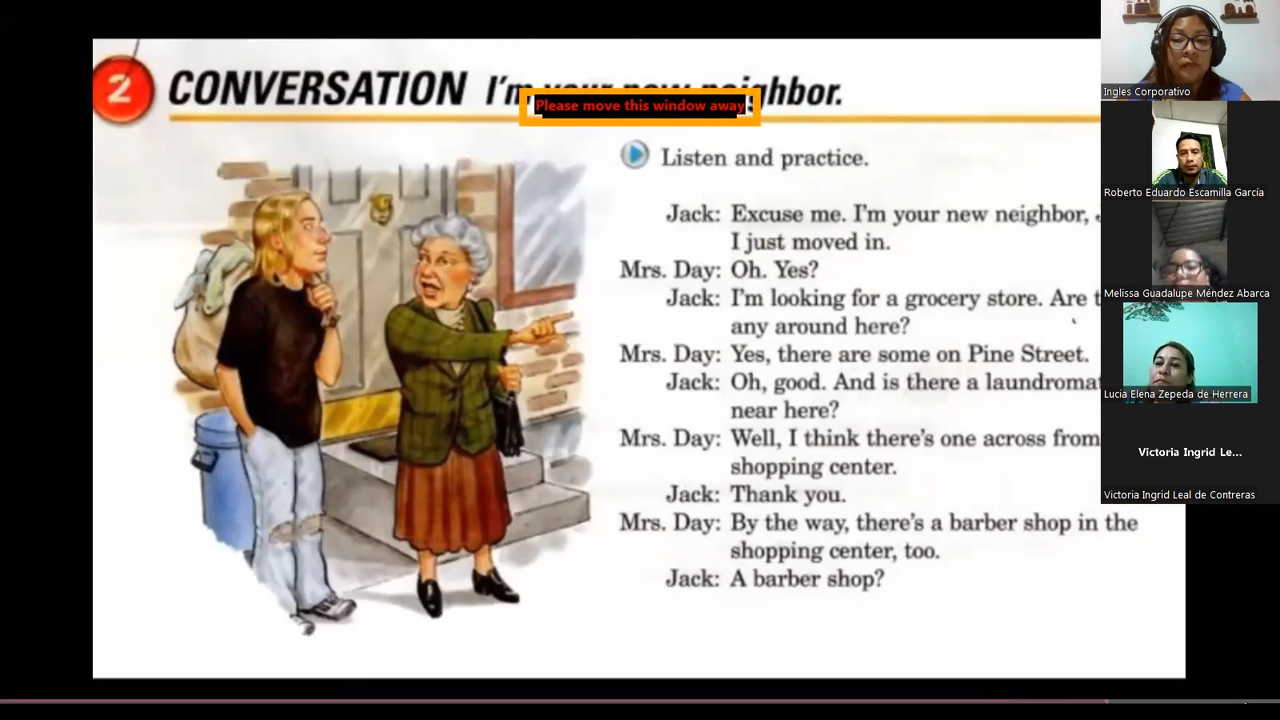 2 CONVERSATION I'm your new neighbor.
Please move this window away
Listen and practice.
Jack: Excuse me. I'm your new neighbor,
I just moved in.
Mrs. Day: Oh. Yes?
Jack: I'm looking for a grocery store. Are
any around here?
Mrs. Day: Yes, there are some on Pine Street.
Jack: Oh, good. And is there a laundromat
near here?
Mrs. Day: Well, I think there's one across from
shopping center.
Jack: Thank you.
Mrs. Day: By the way, there's a barber shop in the
shopping center, too.
Jack: A barber shop?
Ingles Corporativo
Roberto Eduardo Escamilla García
Melissa Guadalupe Méndez Abarca
Lucia Elena Zepeda de Herrera
Victoria Ingrid Le...
Victoria Ingrid Leal de Contreras